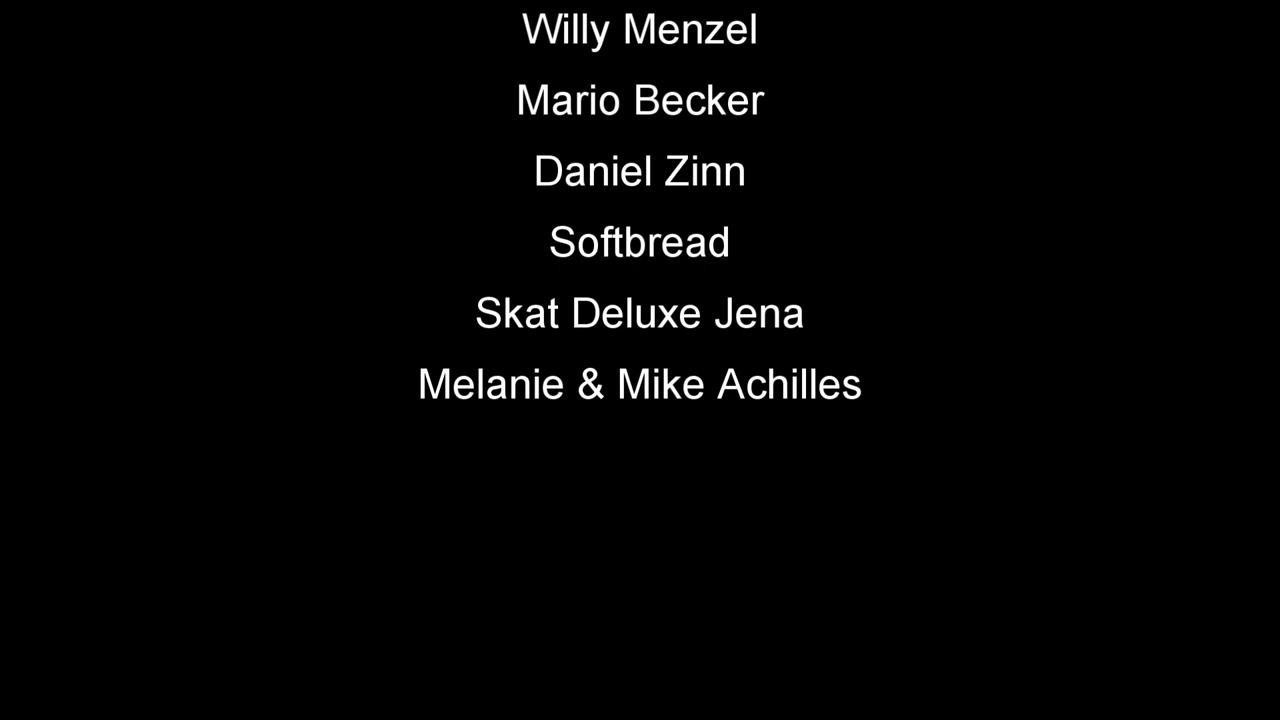 Willy Menzel
Mario Becker
Daniel Zinn
Softbread
Skat Deluxe Jena
Melanie & Mike Achilles